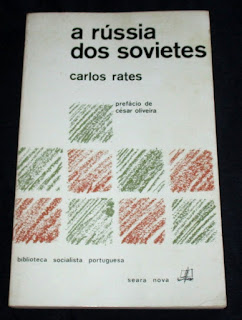 a rússia
dos sovietes
carlos rates
prefácio de
césar oliveira
biblioteca socialista portuguesa
seara nova